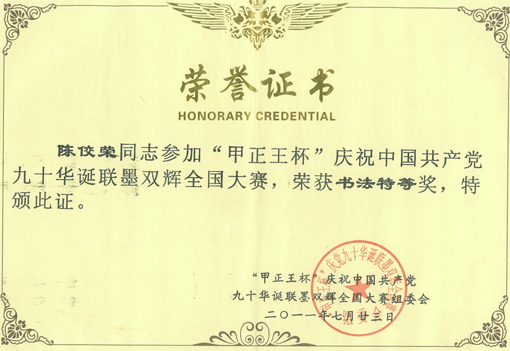 荣誉证书
HONORARY CREDENTIAL
陈佼荣同志参加“甲正王杯”庆祝中国共产党
九十华诞联墨双辉全国大赛，荣获书法特等奖，特
颁此证。
“甲正王杯”庆祝中国共产党
九十华诞联墨双辉全国大赛组委会
二〇一一年七月廿三日
组委会